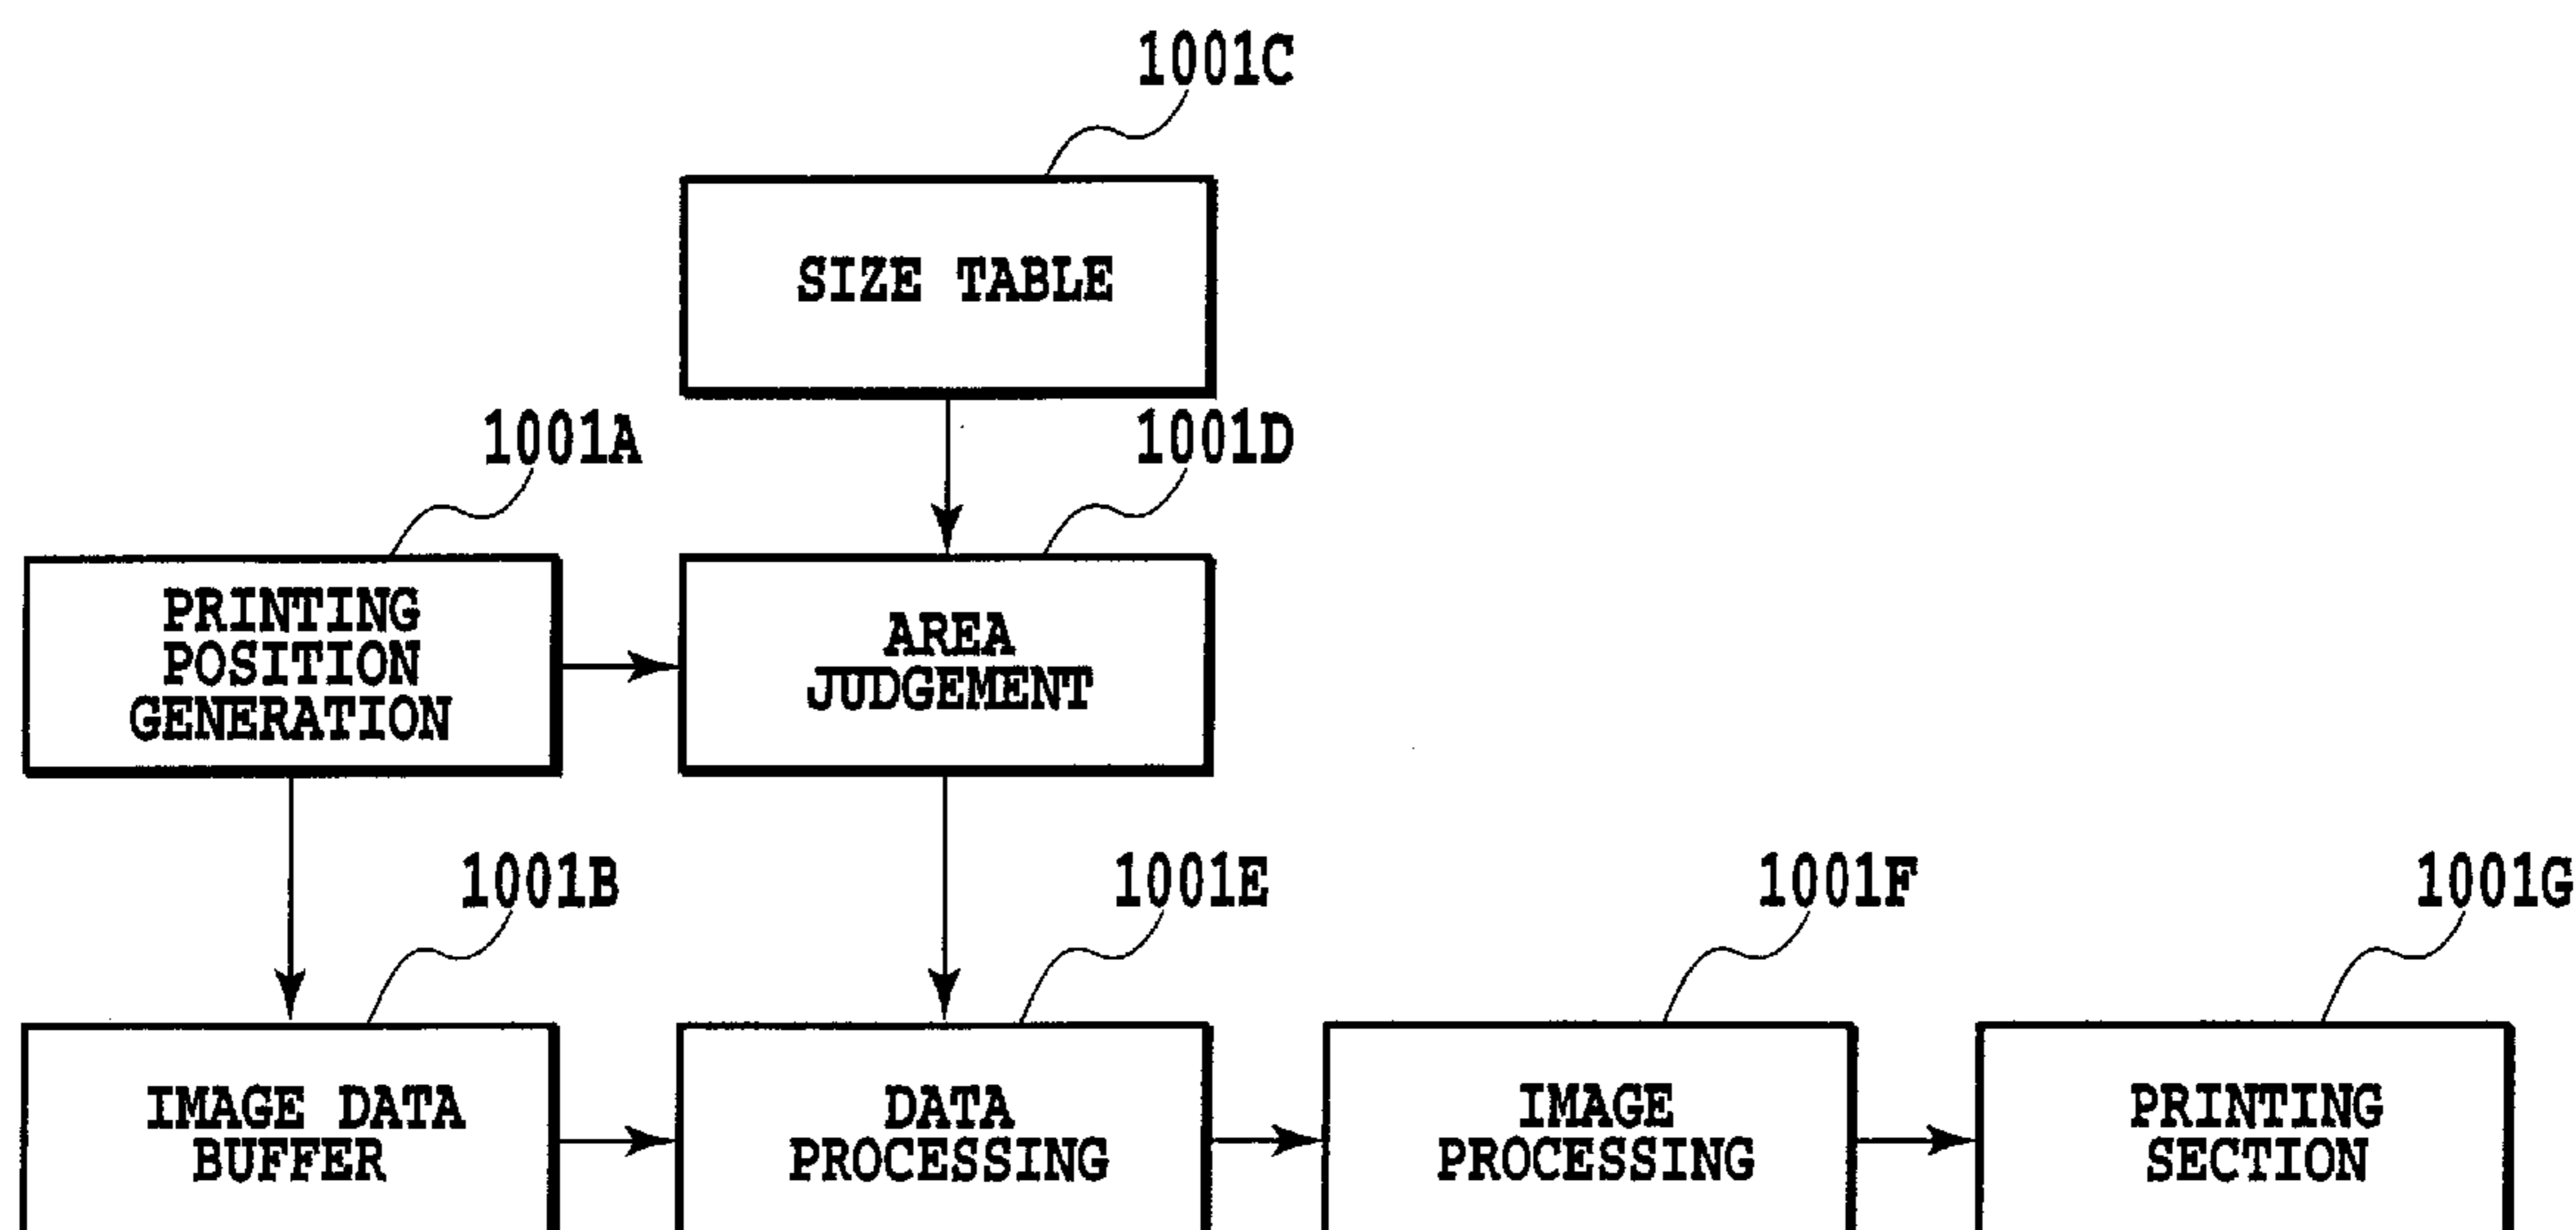 1001C
SIZE TABLE
1001A
1001D
PRINTING
POSITION
GENERATION
AREA
JUDGEMENT
1001B
1001E
1001F
1001G
IMAGE DATA
BUFFER
DATA
PROCESSING
IMAGE
PROCESSING
PRINTING
SECTION